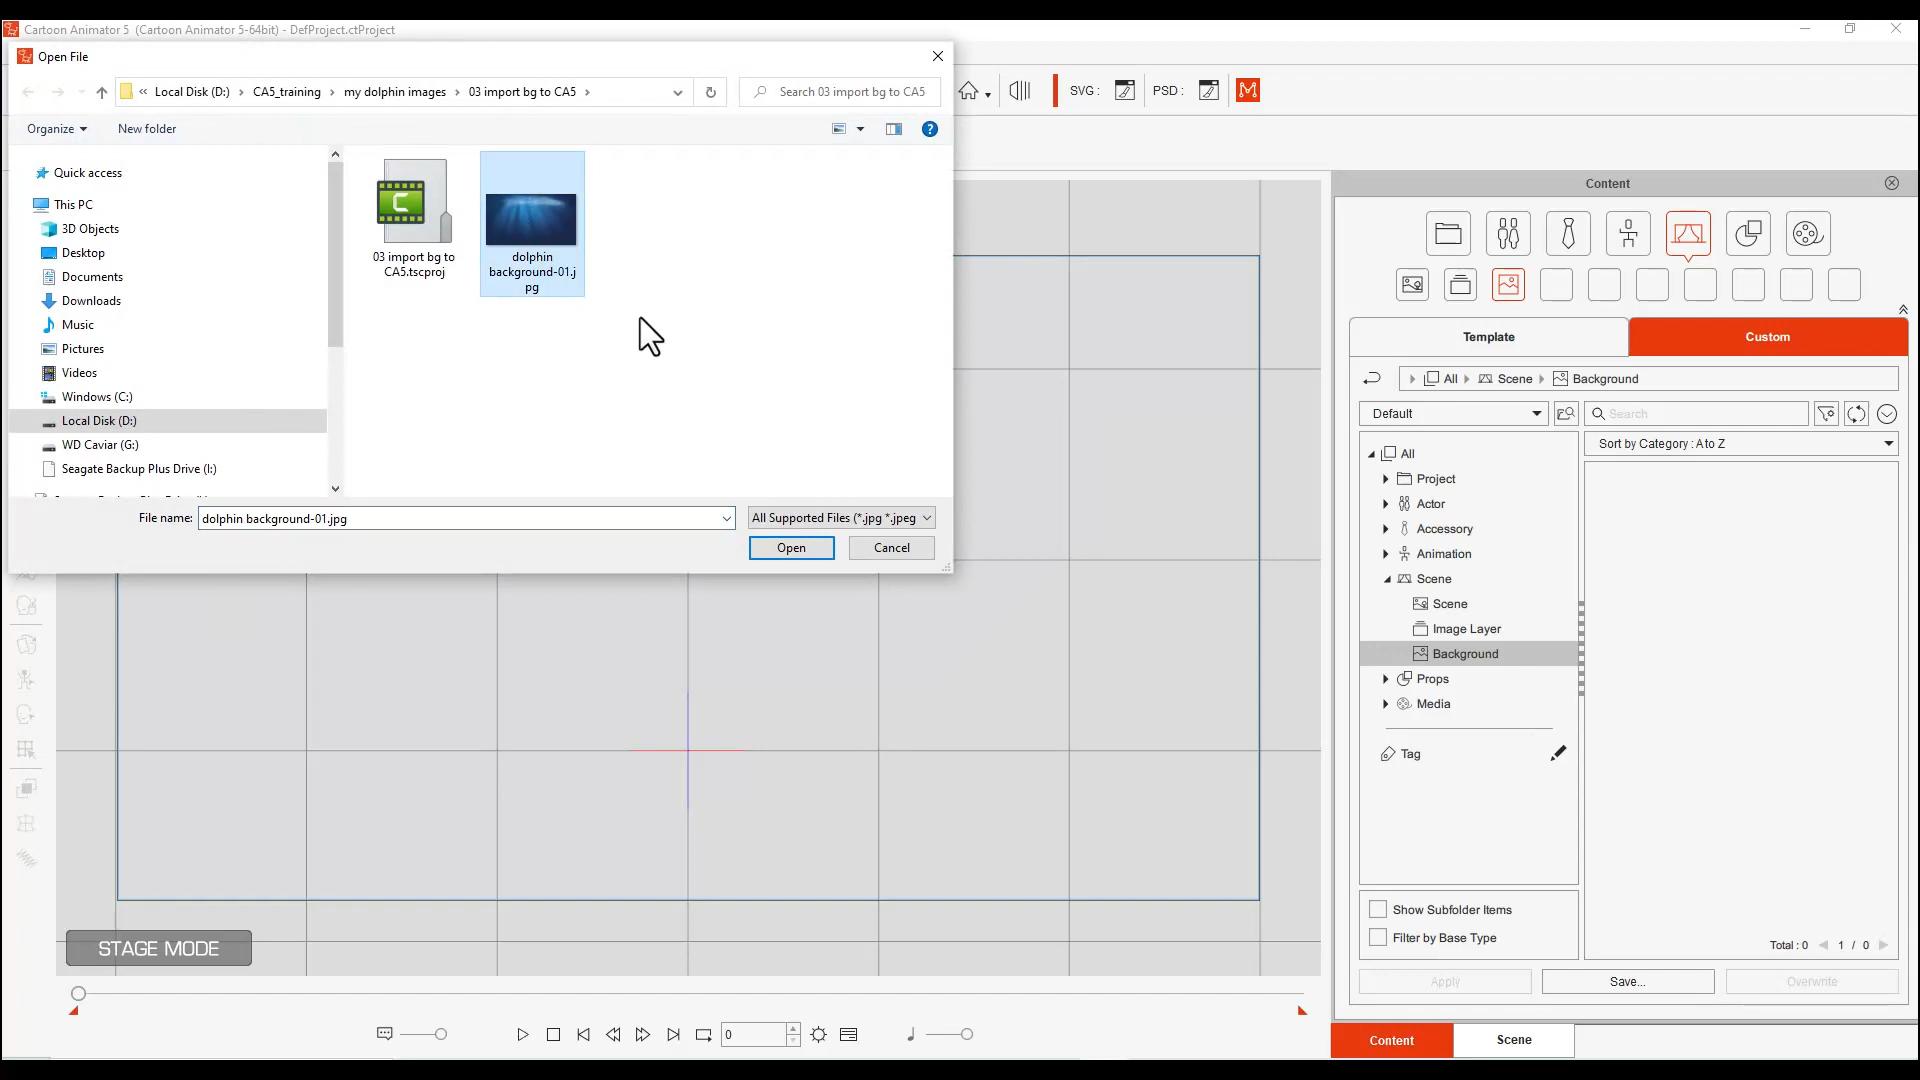 Cartoon Animator 5 (Cartoon Animator 5-64bit) - DefProject.ctProject
Open File
« Local Disk (D:) › CA5_training › my dolphin images › 03 import bg to CA5 ›
Search 03 import bg to CA5
SVG :
PSD :
Organize
New folder
Quick access
This PC
3D Objects
Desktop
Documents
Downloads
Music
Pictures
Videos
Windows (C:)
Local Disk (D:)
WD Caviar (G:)
Seagate Backup Plus Drive (I:)
03 import bg to
CA5.tscproj
dolphin
background-01.j
pg
File name:
dolphin background-01.jpg
All Supported Files (*.jpg *.jpeg
Open
Cancel
STAGE MODE
0
Content
Template
Custom
All
Scene
Background
Default
Search
Sort by Category : A to Z
All
Project
Actor
Accessory
Animation
Scene
Scene
Image Layer
Background
Props
Media
Tag
Show Subfolder Items
Filter by Base Type
Total : 0
1 / 0
Apply
Save...
Overwrite
Content
Scene